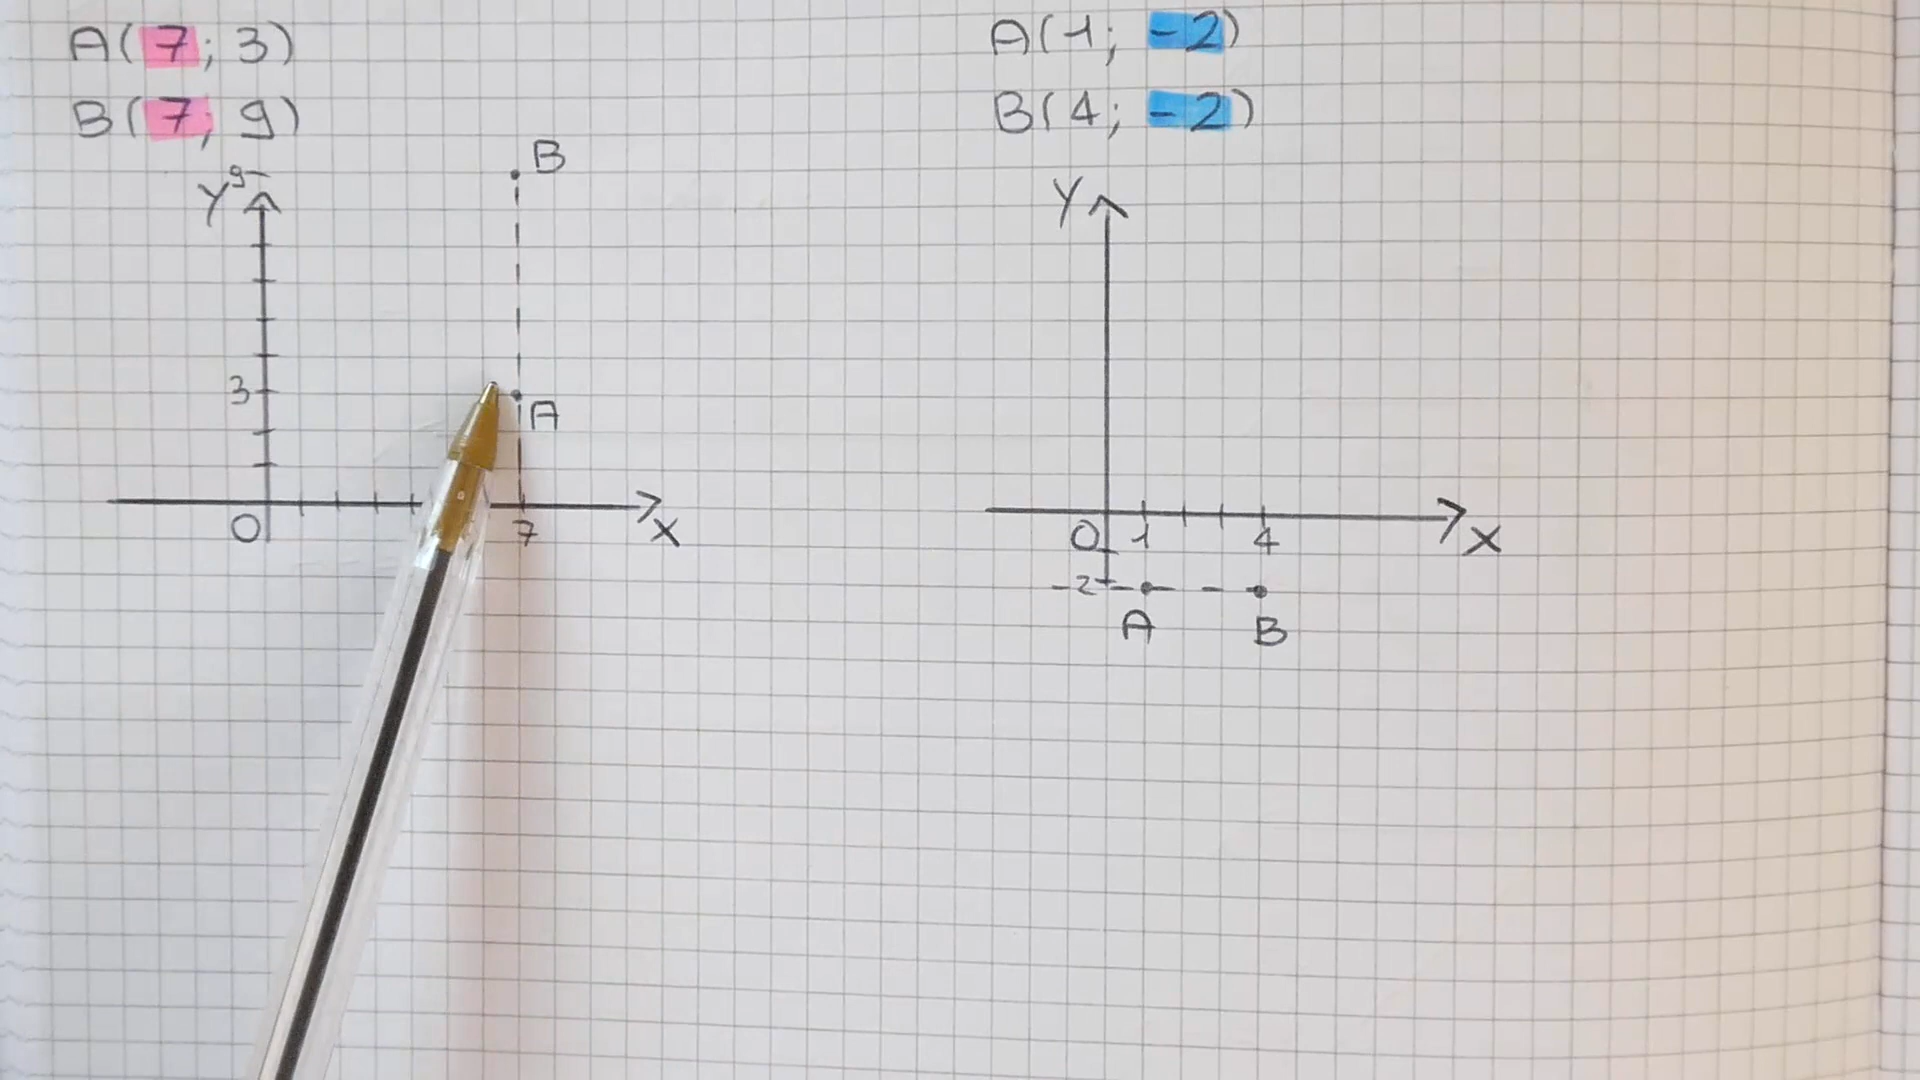 A(7; 3)
B(7; 9)
B
Y 9
3
A
0
7
X
A(1; -2)
B(4; -2)
Y
0 1 4
X
-2
A B